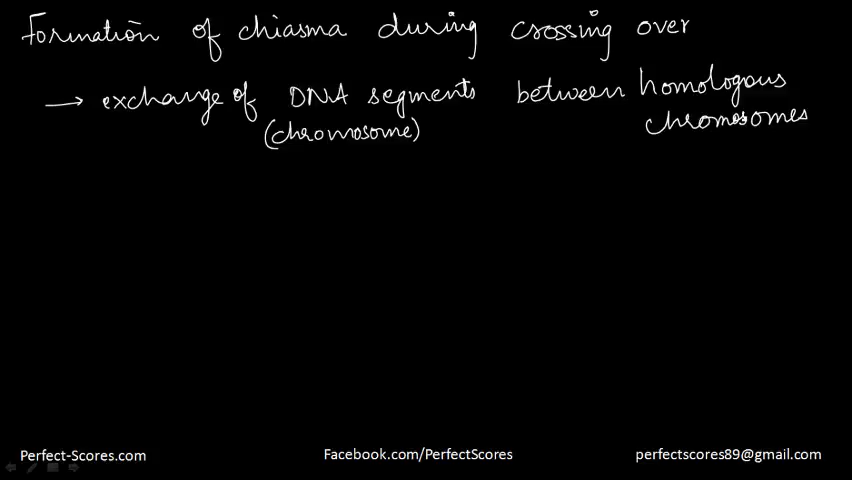 Formation of chiasma during crossing over
→ exchange of DNA segments between homologous
(chromosome) chromosomes
Perfect-Scores.com Facebook.com/PerfectScores perfectscores89@gmail.com